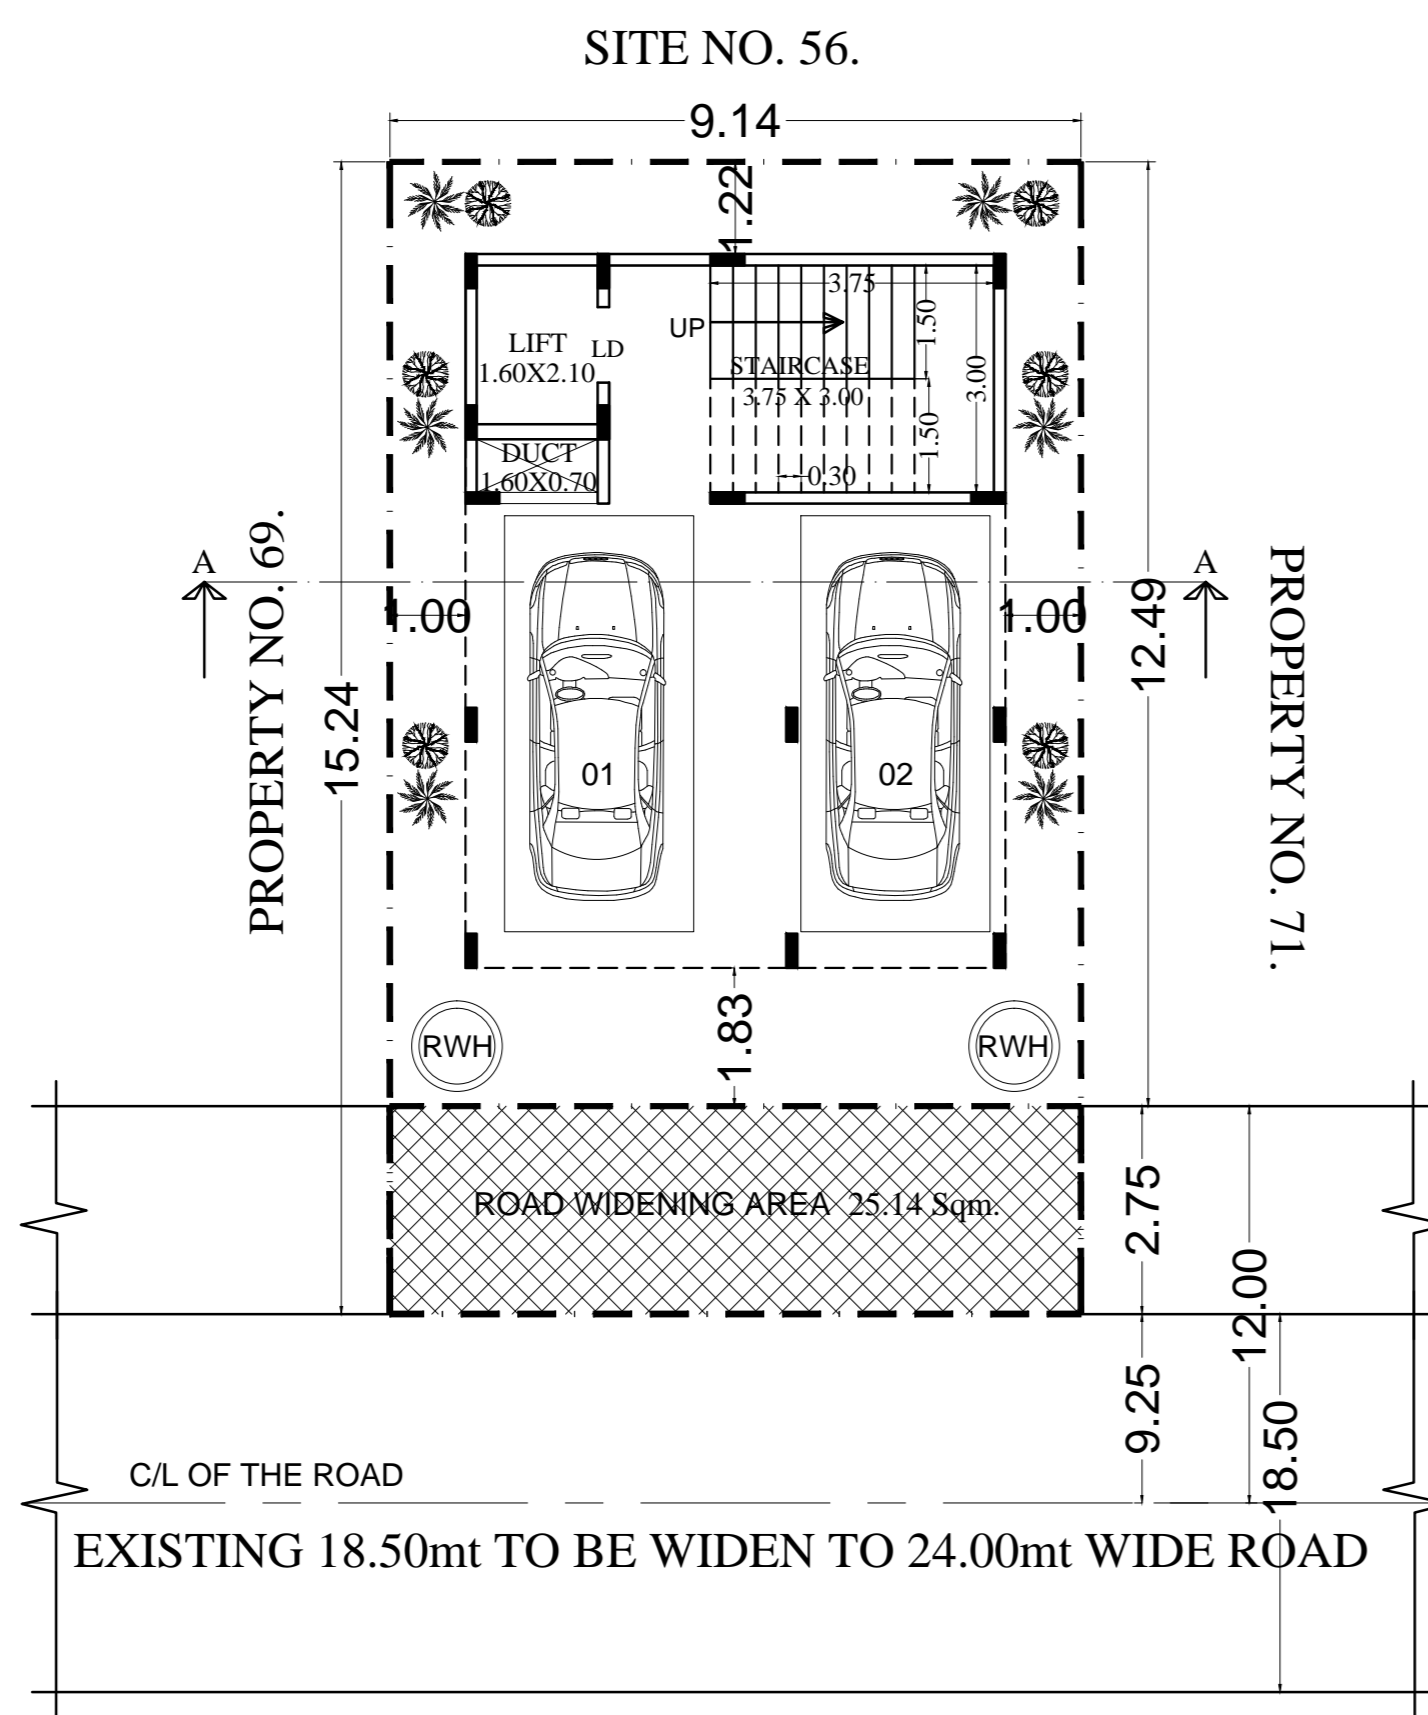 SITE NO. 56.
9.14
1.22
3.75
UP
1.50
LIFT
LD
1.60X2.10
STAIRCASE
3.75 X 3.00
3.00
1.50
DUCT
1.60X0.70
0.30
A
A
PROPERTY NO. 69.
1.00
1.00
12.49
PROPERTY NO. 71.
15.24
01
02
1.83
RWH
RWH
ROAD WIDENING AREA 25.14 Sqm.
2.75
12.00
9.25
18.50
C/L OF THE ROAD
EXISTING 18.50mt TO BE WIDEN TO 24.00mt WIDE ROAD